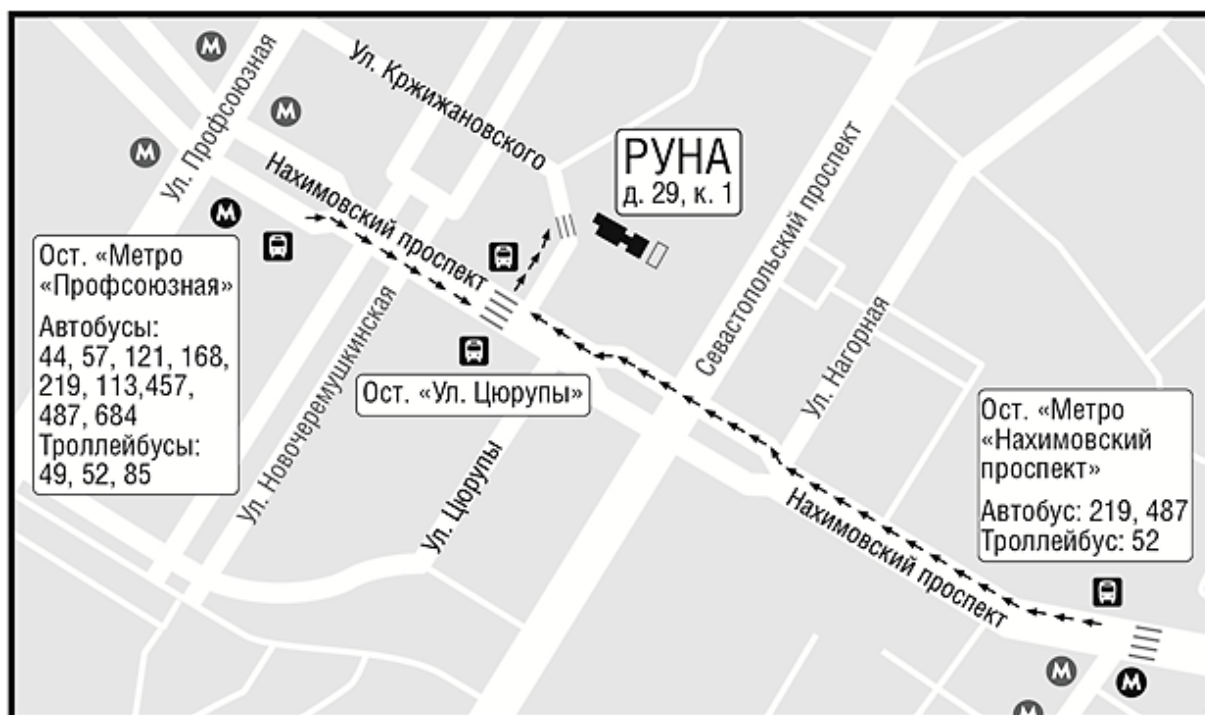 Ул. Профсоюзная
Ул. Кржижановского
РУНА
д. 29, к. 1
Севастопольский проспект
Нахимовский проспект
Ост. «Метро
«Профсоюзная»
Автобусы:
44, 57, 121, 168,
219, 113,457,
487, 684
Троллейбусы:
49, 52, 85
Ост. «Ул. Цюрупы»
Ул. Новочеремушкинская
Ул. Цюрупы
Ул. Нагорная
Ост. «Метро
«Нахимовский
проспект»
Автобус: 219, 487
Троллейбус: 52
Нахимовский проспект
М
М
М
М
М
М
М